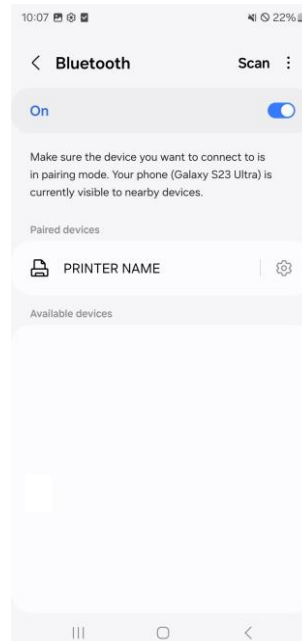 10:07 22%
Bluetooth Scan
On
Make sure the device you want to connect to is
in pairing mode. Your phone (Galaxy S23 Ultra) is
currently visible to nearby devices.
Paired devices
PRINTER NAME
Available devices